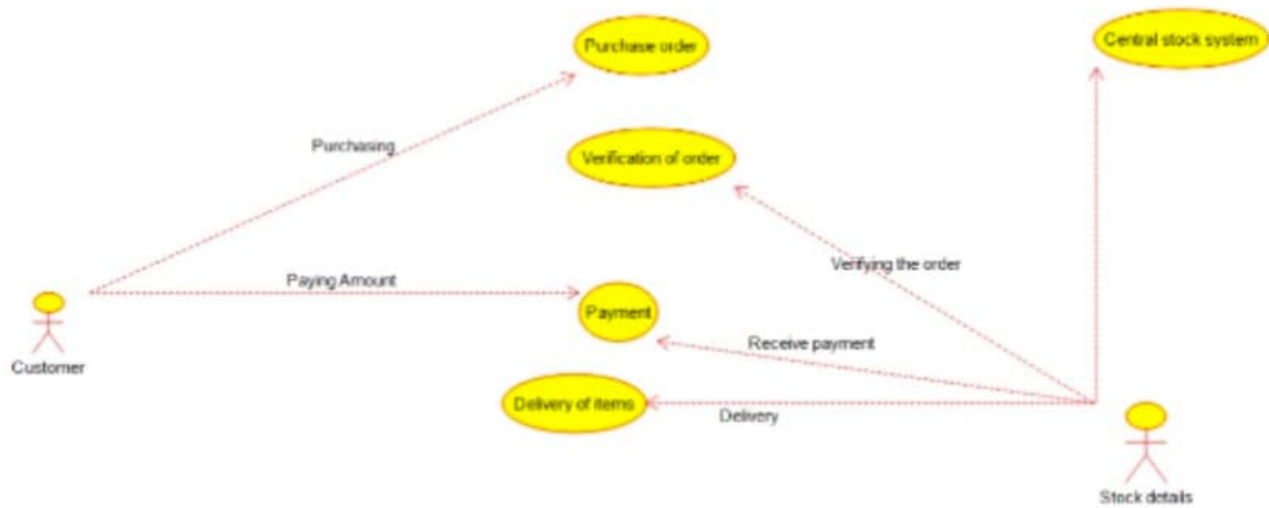 Purchase order
Central stock system
Purchasing
Verification of order
Verifying the order
Paying Amount
Payment
Receive payment
Customer
Delivery of items
Delivery
Stock details